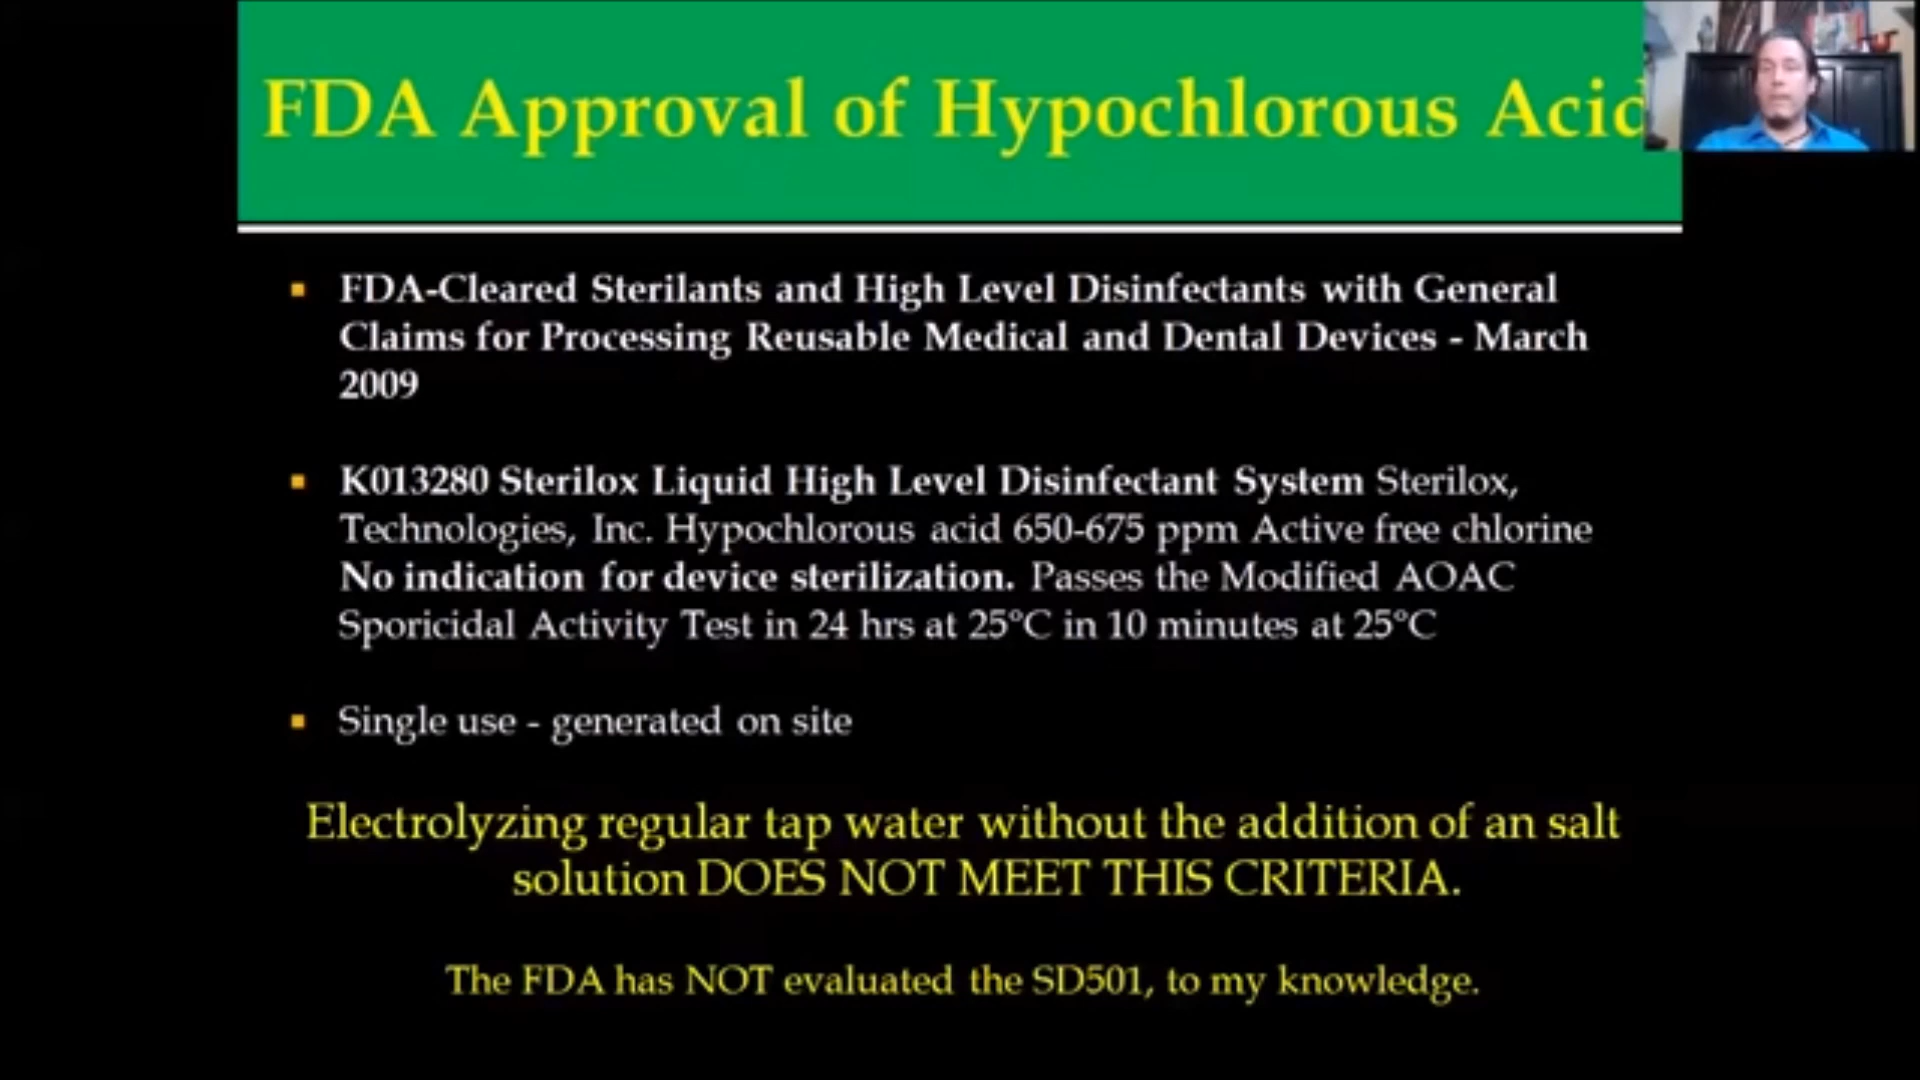 FDA Approval of Hypochlorous Acid
FDA-Cleared Sterilants and High Level Disinfectants with General
Claims for Processing Reusable Medical and Dental Devices - March
2009
K013280 Sterilox Liquid High Level Disinfectant System Sterilox,
Technologies, Inc. Hypochlorous acid 650-675 ppm Active free chlorine
No indication for device sterilization. Passes the Modified AOAC
Sporicidal Activity Test in 24 hrs at 25°C in 10 minutes at 25°C
Single use - generated on site
Electrolyzing regular tap water without the addition of an salt
solution DOES NOT MEET THIS CRITERIA.
The FDA has NOT evaluated the SD501, to my knowledge.